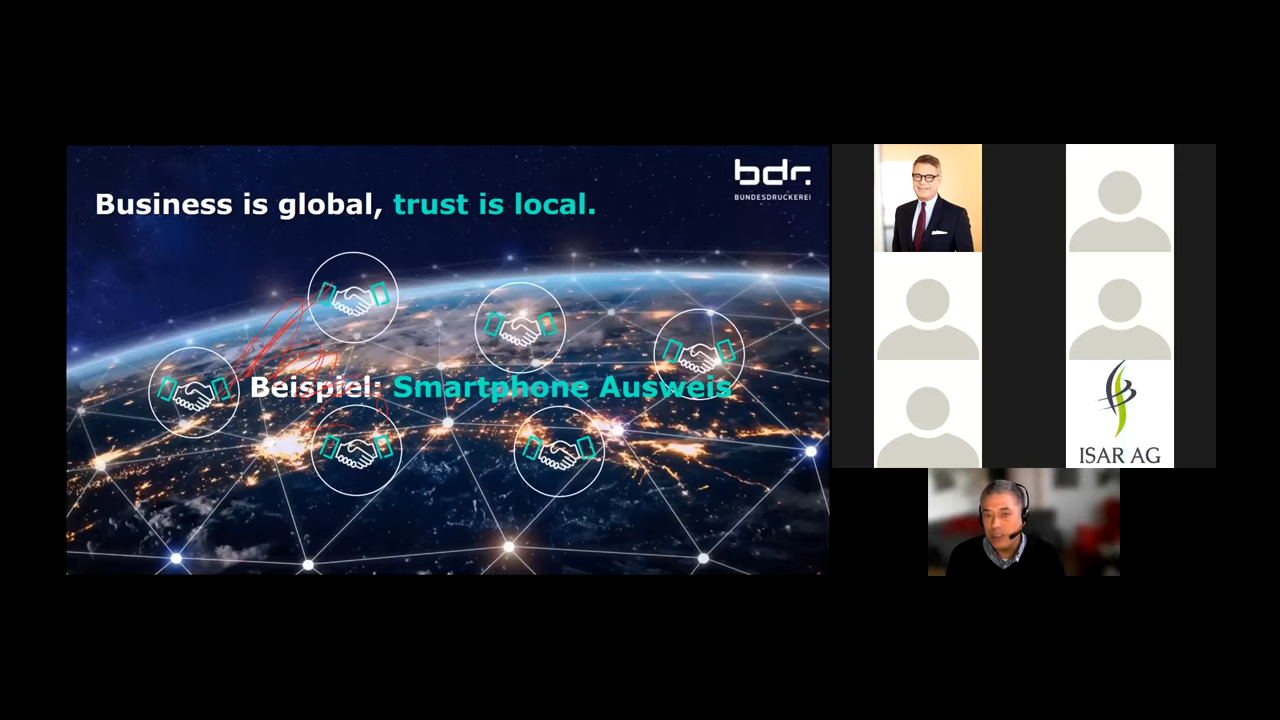 bdr.
BUNDESDRUCKEREI
Business is global, trust is local.
Beispiel: Smartphone Ausweis
ISAR AG